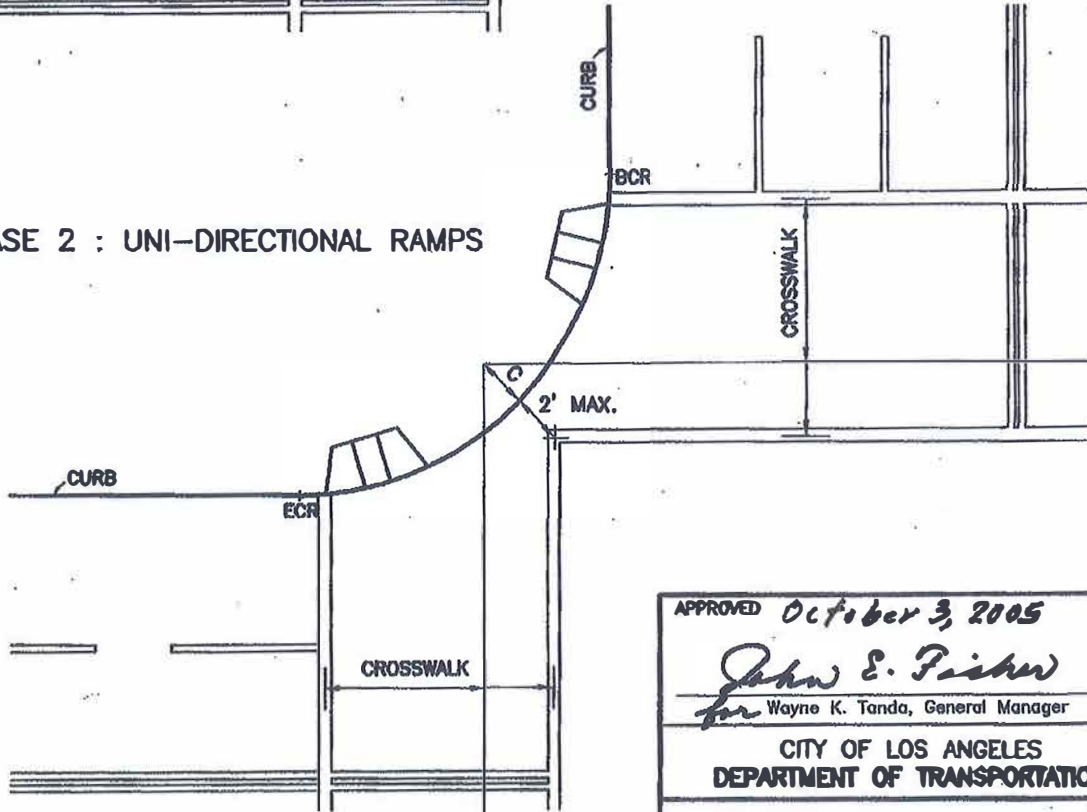 CURB
BCR
ASE 2 : UNI-DIRECTIONAL RAMPS
CROSSWALK
C
2' MAX.
CURB
ECR
CROSSWALK
APPROVED October 3, 2005
John E. Fisher
for Wayne K. Tanda, General Manager
CITY OF LOS ANGELES
DEPARTMENT OF TRANSPORTATIO